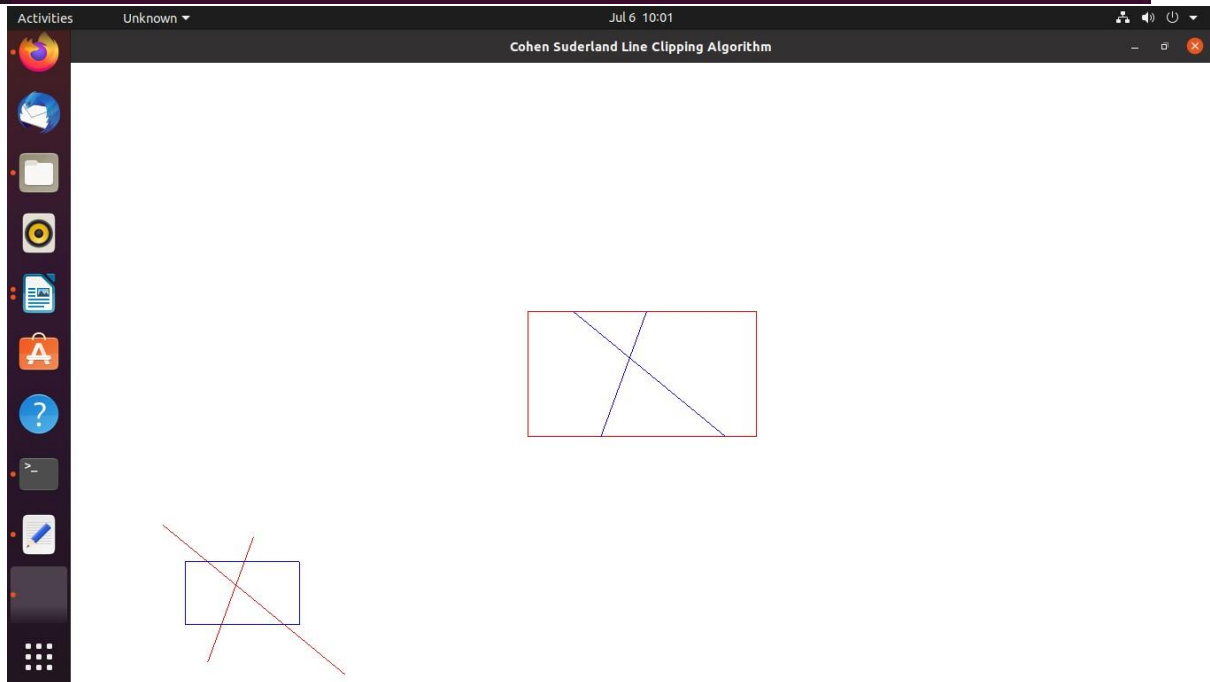 Activities Unknown Jul 6 10:01
Cohen Suderland Line Clipping Algorithm
A
?
>_